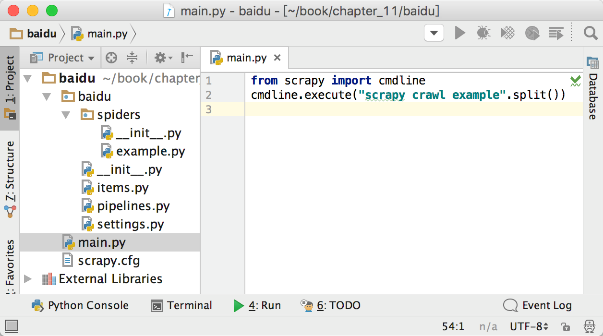 main.py - baidu - [~/book/chapter_11/baidu]
baidu main.py
Project main.py
1: Project
Z: Structure
: Favorites
baidu ~/book/chapter
baidu
spiders
__init__.py
example.py
__init__.py
items.py
pipelines.py
settings.py
main.py
scrapy.cfg
External Libraries
1 from scrapy import cmdline
2 cmdline.execute("scrapy crawl example".split())
3
Database
Python Console Terminal 4: Run 6: TODO Event Log
54:1 n/a UTF-8